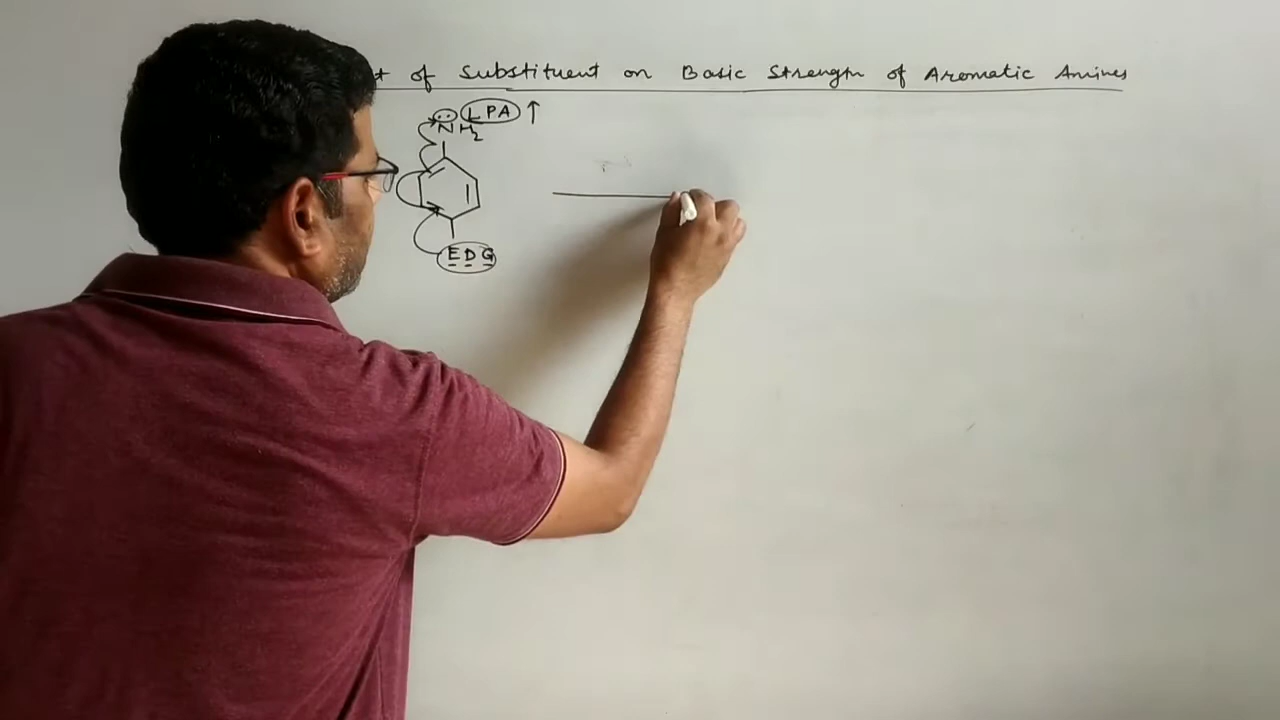 of Substituent on Basic Strength of Aromatic Amines
NH2 LPA ↑
EDG